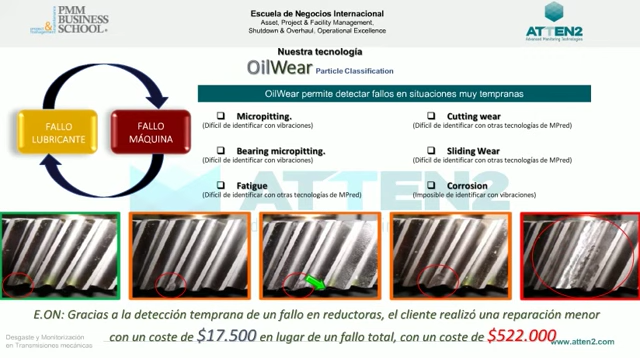 PMM
BUSINESS
SCHOOL
Escuela de Negocios Internacional
Asset, Project & Facility Management,
Shutdown & Overhaul, Operational Excellence
ATTEN2
Advanced Monitoring Technologies
Nuestra tecnología
OilWear Particle Classification
OilWear permite detectar fallos en situaciones muy tempranas
FALLO
LUBRICANTE
FALLO
MÁQUINA
Micropitting.
(Difícil de identificar con vibraciones)
Cutting wear
(Difícil de identificar con otras tecnologías de MPred)
Bearing micropitting.
(Difícil de identificar con vibraciones)
Sliding Wear
(Difícil de identificar con otras tecnologías de MPred)
Fatigue
(Difícil de identificar con otras tecnologías de MPred)
Corrosion
(Imposible de identificar con vibraciones)
ATTEN2
E.ON: Gracias a la detección temprana de un fallo en reductoras, el cliente realizó una reparación menor
con un coste de $17.500 en lugar de un fallo total, con un coste de $522.000
Desgaste y Monitorización
en Transmisiones mecánicas
www.atten2.com